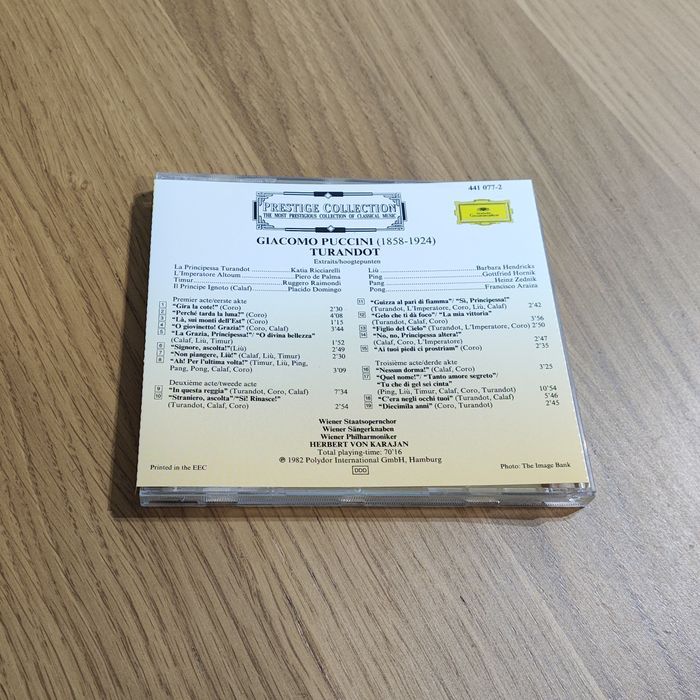 441 077-2
PRESTIGE COLLECTION
THE MOST PRESTIGIOUS COLLECTION OF CLASSICAL MUSIC
Deutsche
Grammophon
GIACOMO PUCCINI (1858-1924)
TURANDOT
Extraits/hoogtepunten
La Principessa Turandot Katia Ricciarelli
L'Imperatore Altoum Piero de Palma
Timur Ruggero Raimondi
Il Principe Ignoto (Calaf) Placido Domingo
Liù Barbara Hendricks
Ping Gottfried Hornik
Pang Heinz Zednik
Pong Francisco Araiza
Premier acte/eerste akte
1 "Gira la cote!" (Coro) 2'30
2 "Perché tarda la luna?" (Coro) 4'08
3 "Là, sui monti dell'Est" (Coro) 1'15
4 "O giovinetto! Grazia!" (Coro, Calaf) 3'44
5 "La Grazia, Principessa!"/ "O divina bellezza"
(Calaf, Liù, Timur) 1'52
6 "Signore, ascolta!" (Liù) 2'49
7 "Non piangere, Liù!" (Calaf, Liù, Timur) 2'30
8 "Ah! Per l'ultima volta!" (Timur, Liù, Ping,
Pang, Pong, Calaf, Coro) 3'09
Deuxième acte/tweede akte
9 "In questa reggia" (Turandot, Coro, Calaf) 7'34
10 "Straniero, ascolta"/"Sì! Rinasce!"
(Turandot, Calaf, Coro) 2'54
11 "Guizza al pari di fiamma"/ "Sì, Principessa!"
(Turandot, L'Imperatore, Coro, Liù, Calaf) 2'42
12 "Gelo che ti dà foco"/ "La mia vittoria"
(Turandot, Calaf, Coro) 3'56
13 "Figlio del Cielo" (Turandot, L'Imperatore, Coro) 2'50
14 "No, no, Principessa altera!"
(Calaf, Coro, L'Imperatore) 2'47
15 "Ai tuoi piedi ci prostriam" (Coro) 2'35
Troisième acte/derde akte
16 "Nessun dorma!" (Calaf, Coro) 3'25
17 "Quel nome!"/ "Tanto amore segreto"/
"Tu che di gel sei cinta"
(Ping, Liù, Timur, Calaf, Coro, Turandot) 10'54
18 "C'era negli occhi tuoi" (Turandot, Calaf) 5'46
19 "Diecimila anni" (Coro, Turandot) 2'45
Wiener Staatsopernchor
Wiener Sängerknaben
Wiener Philharmoniker
HERBERT VON KARAJAN
Total playing-time: 70'16
℗ 1982 Polydor International GmbH, Hamburg
Printed in the EEC
DDD
Photo: The Image Bank